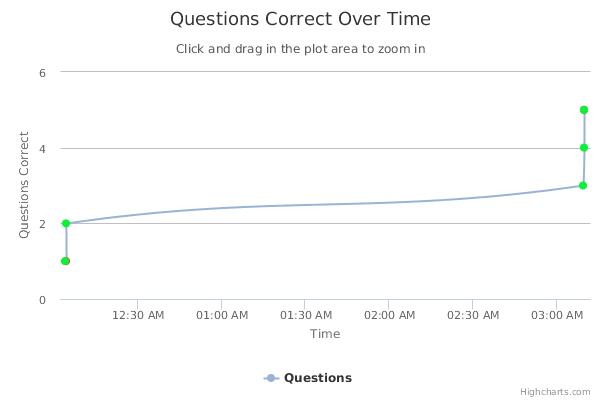 Questions Correct Over Time
Click and drag in the plot area to zoom in
Questions Correct
6
4
2
0
12:30 AM 01:00 AM 01:30 AM 02:00 AM 02:30 AM 03:00 AM
Time
Questions
Highcharts.com